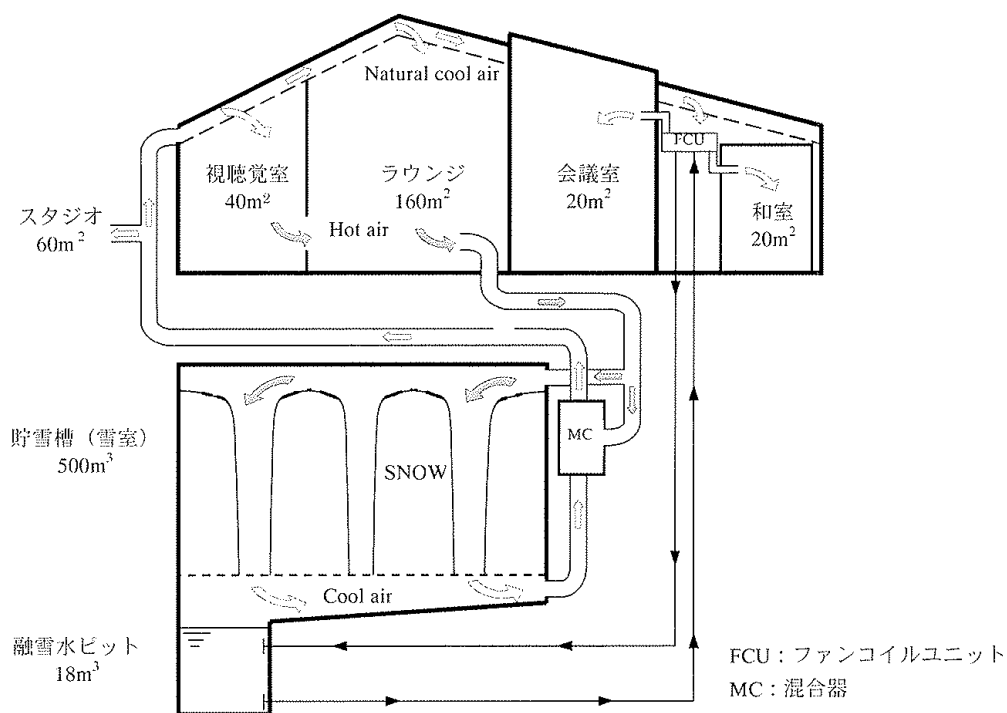 Natural cool air
FCU
視聴覚室
40m²
ラウンジ
160m²
会議室
20m²
和室
20m²
スタジオ
60m²
Hot air
MC
貯雪槽（雪室）
500m³
SNOW
Cool air
融雪水ピット
18m³
FCU：ファンコイルユニット
MC：混合器